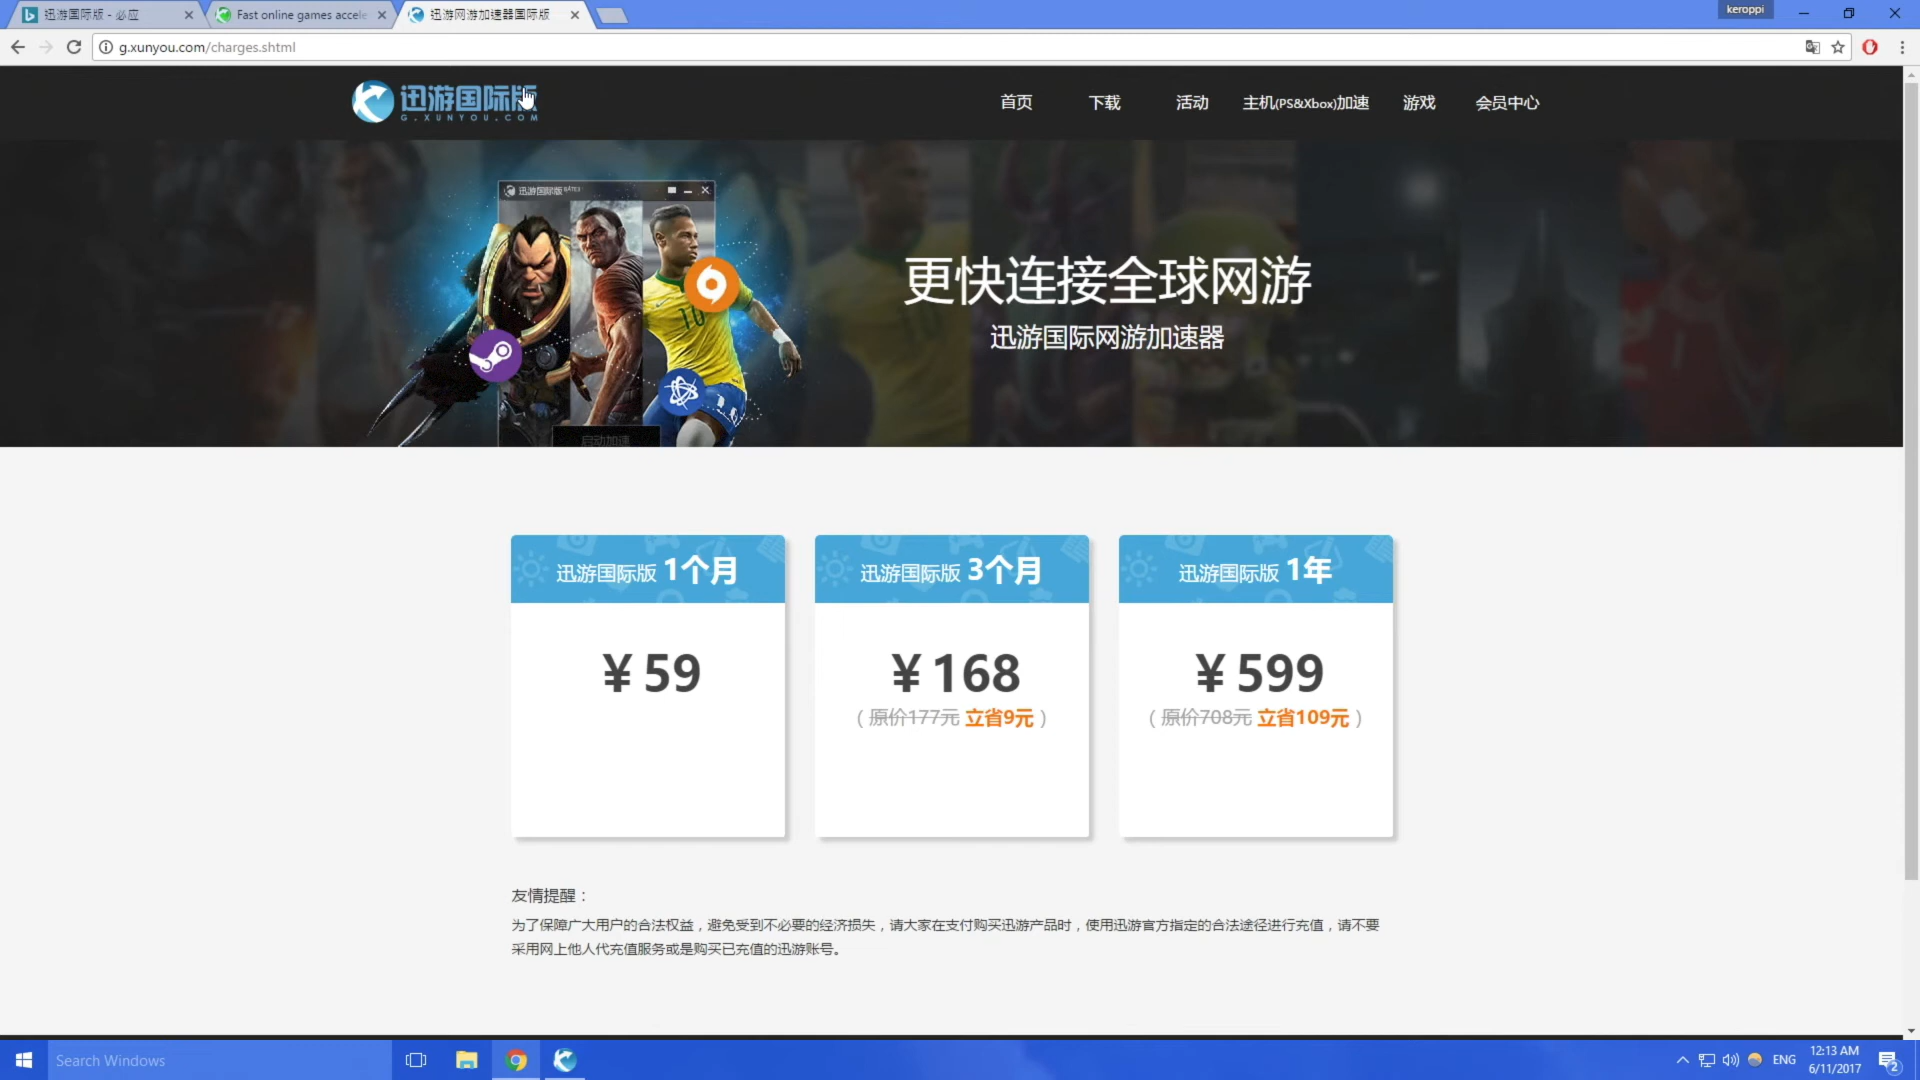 迅游国际版 - 必应
Fast online games accele
迅游网游加速器国际版
keroppi
g.xunyou.com/charges.shtml
迅游国际版
G.XUNYOU.COM
首页
下载
活动
主机(PS&Xbox)加速
游戏
会员中心
迅游国际版
启动加速
更快连接全球网游
迅游国际网游加速器
迅游国际版 1个月
¥59
迅游国际版 3个月
¥168
(原价177元 立省9元)
迅游国际版 1年
¥599
(原价708元 立省109元)
友情提醒：
为了保障广大用户的合法权益，避免受到不必要的经济损失，请大家在支付购买迅游产品时，使用迅游官方指定的合法途径进行充值，请不要
采用网上他人代充值服务或是购买已充值的迅游账号。
Search Windows
ENG
12:13 AM
6/11/2017
2